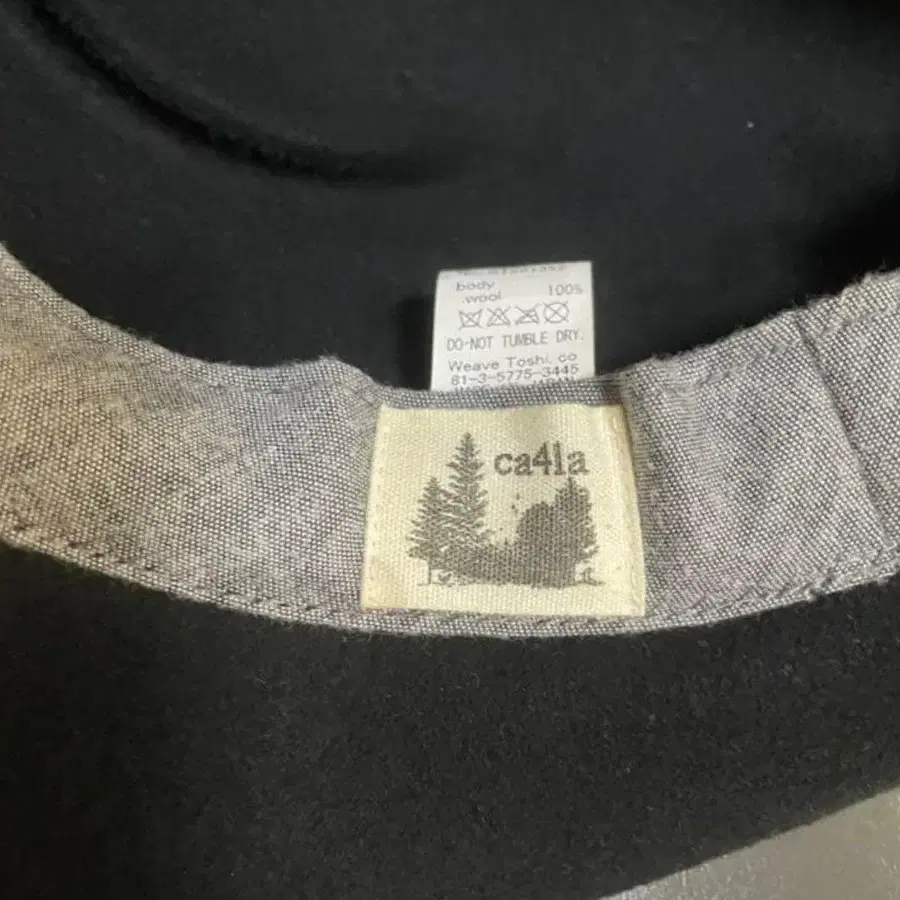 body
wool 100%
DO NOT TUMBLE DRY.
Weave Toshi. co
81-3-5775-3445
ca4la